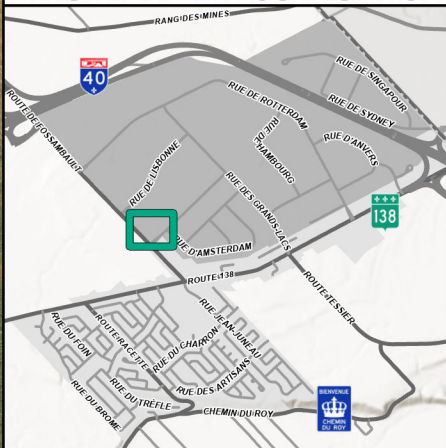 RANG DES MINES
40
ROUTE DE FOSSAMBAULT
RUE DE SINGAPOUR
RUE DE SYDNEY
RUE DE ROTTERDAM
RUE DE HAMBOURG
RUE D'ANVERS
RUE DE LISBONNE
RUE DES GRANDS-LACS
138
RUE D'AMSTERDAM
ROUTE 138
ROUTE TESSIER
RUE JEAN-JUNEAU
RUE DU FOIN
ROUTE RACETTE
RUE DU CHARRON
RUE DES ARTISANS
RUE DU TRÈFLE
RUE DU BROME
CHEMIN DU ROY
BIENVENUE
CHEMIN
DU ROY